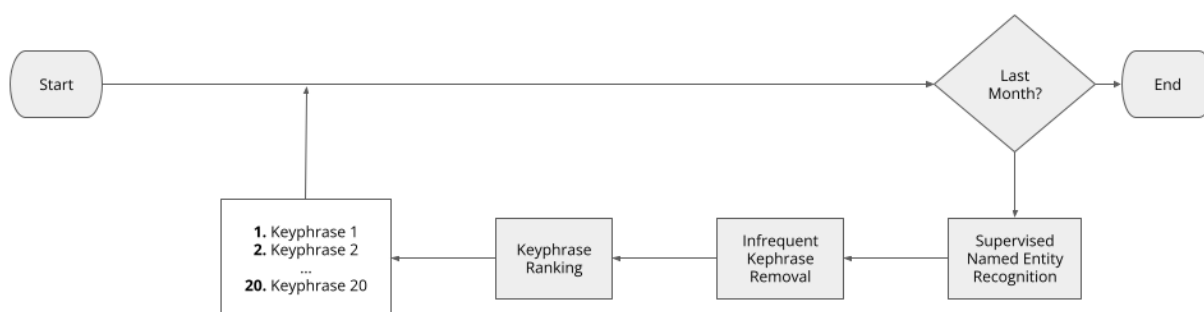 Start
Last
Month?
End
1. Keyphrase 1
2. Keyphrase 2
...
20. Keyphrase 20
Keyphrase
Ranking
Infrequent
Kephrase
Removal
Supervised
Named Entity
Recognition